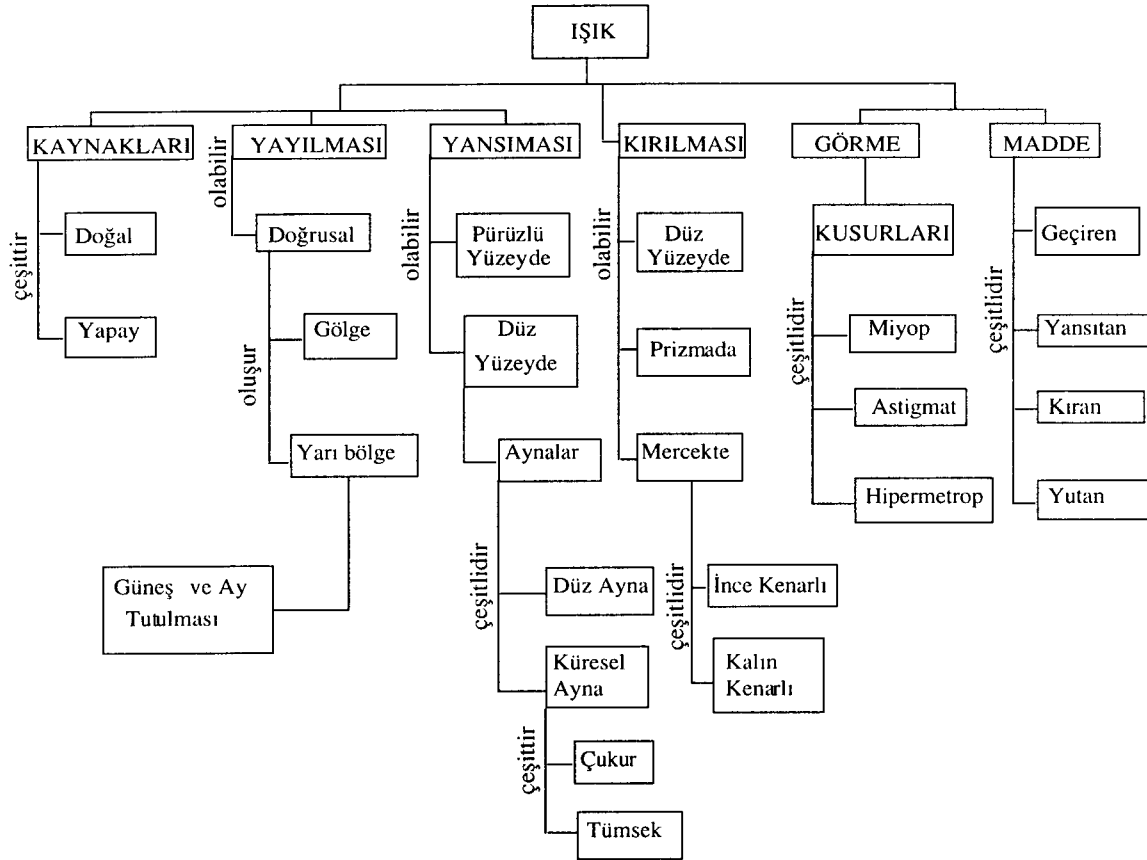 IŞIK
KAYNAKLARI
çeşittir
Doğal
Yapay
YAYILMASI
olabilir
Doğrusal
oluşur
Gölge
Yarı bölge
Güneş ve Ay
Tutulması
YANSIMASI
olabilir
Pürüzlü
Yüzeyde
Düz
Yüzeyde
Aynalar
çeşitlidir
Düz Ayna
Küresel
Ayna
çeşittir
Çukur
Tümsek
KIRILMASI
olabilir
Düz
Yüzeyde
Prizmada
Mercekte
çeşitlidir
İnce Kenarlı
Kalın
Kenarlı
GÖRME
KUSURLARI
çeşitlidir
Miyop
Astigmat
Hipermetrop
MADDE
çeşitlidir
Geçiren
Yansıtan
Kıran
Yutan